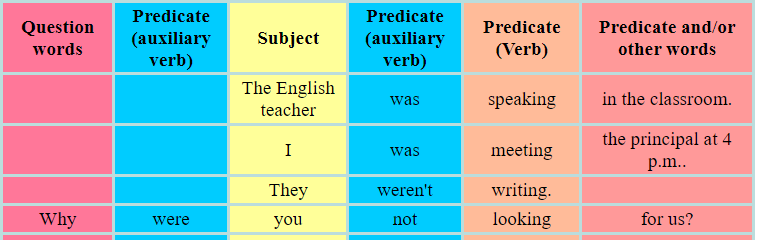 Question words
Predicate (auxiliary verb)
Subject
Predicate (auxiliary verb)
Predicate (Verb)
Predicate and/or other words
The English teacher
was
speaking
in the classroom.
I
was
meeting
the principal at 4 p.m..
They
weren't
writing.
Why
were
you
not
looking
for us?